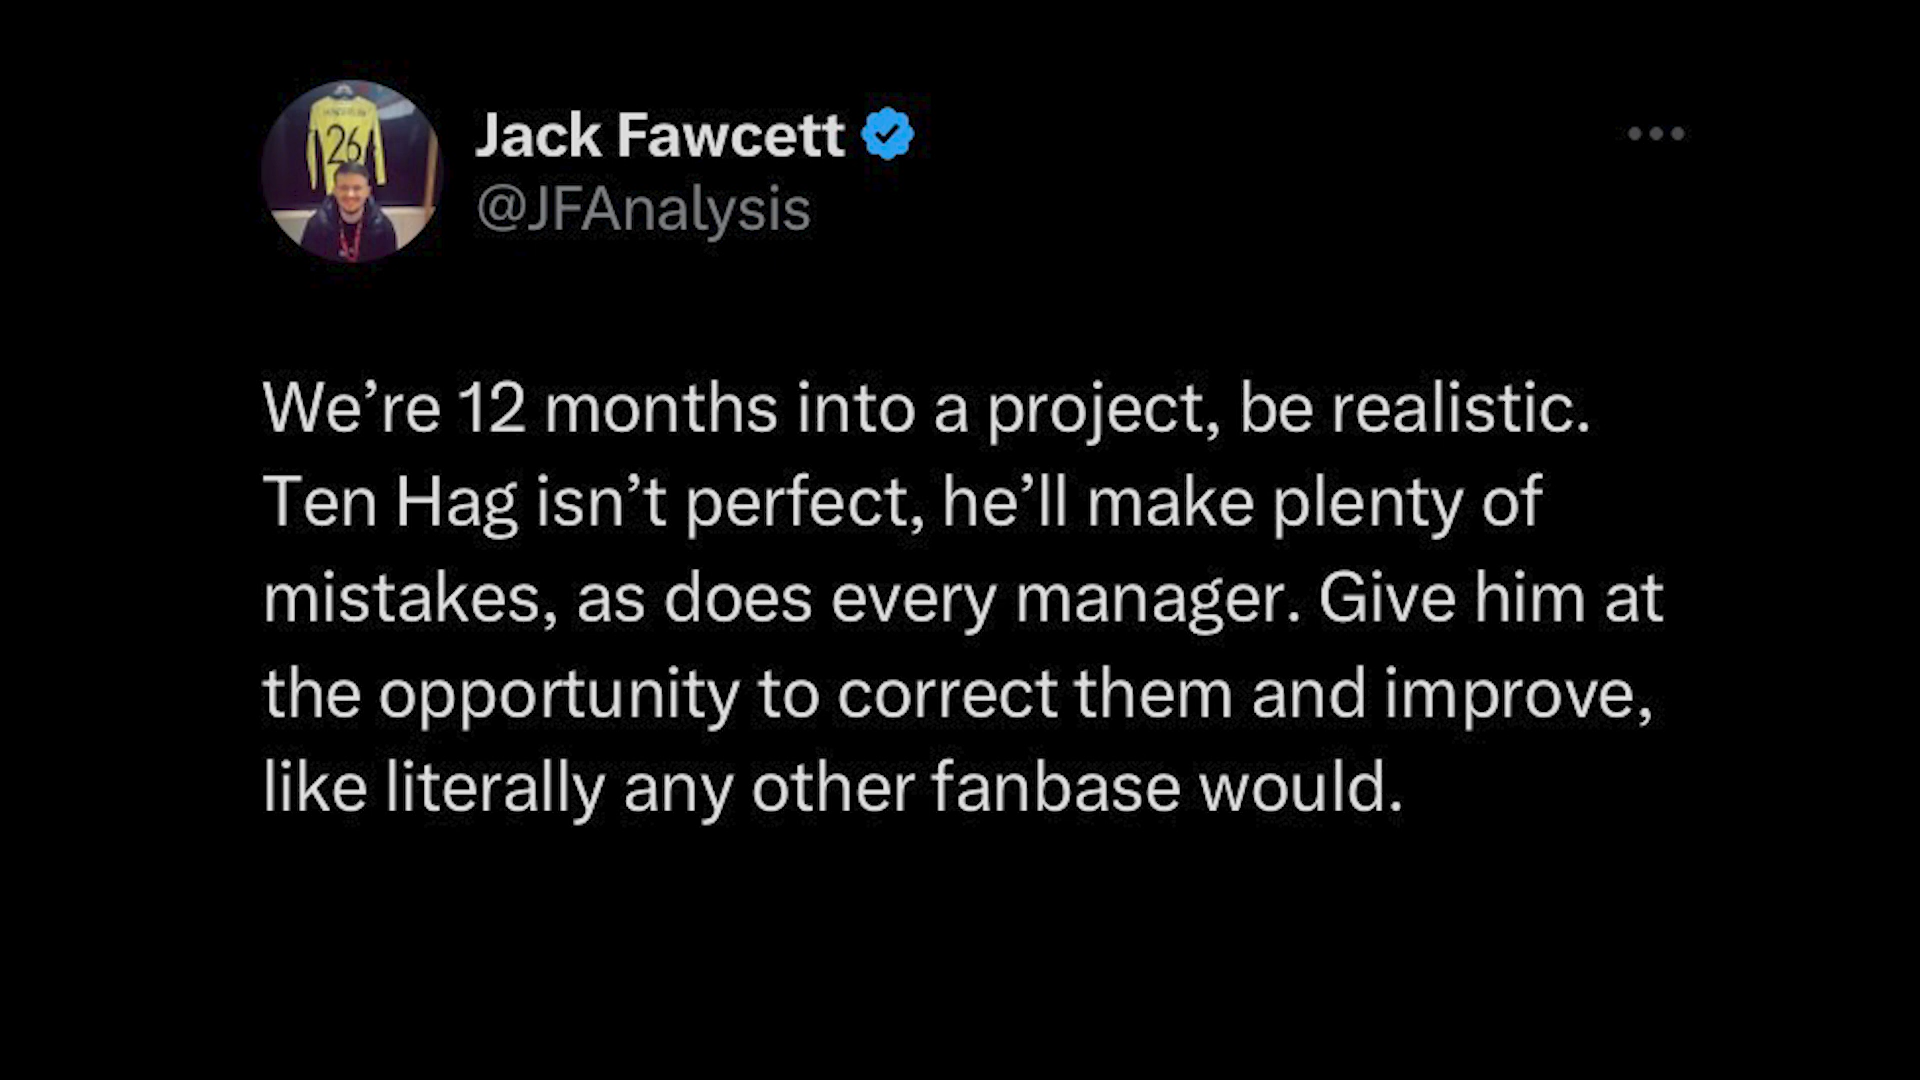 Jack Fawcett
@JFAnalysis
26
We’re 12 months into a project, be realistic.
Ten Hag isn’t perfect, he’ll make plenty of
mistakes, as does every manager. Give him at
the opportunity to correct them and improve,
like literally any other fanbase would.